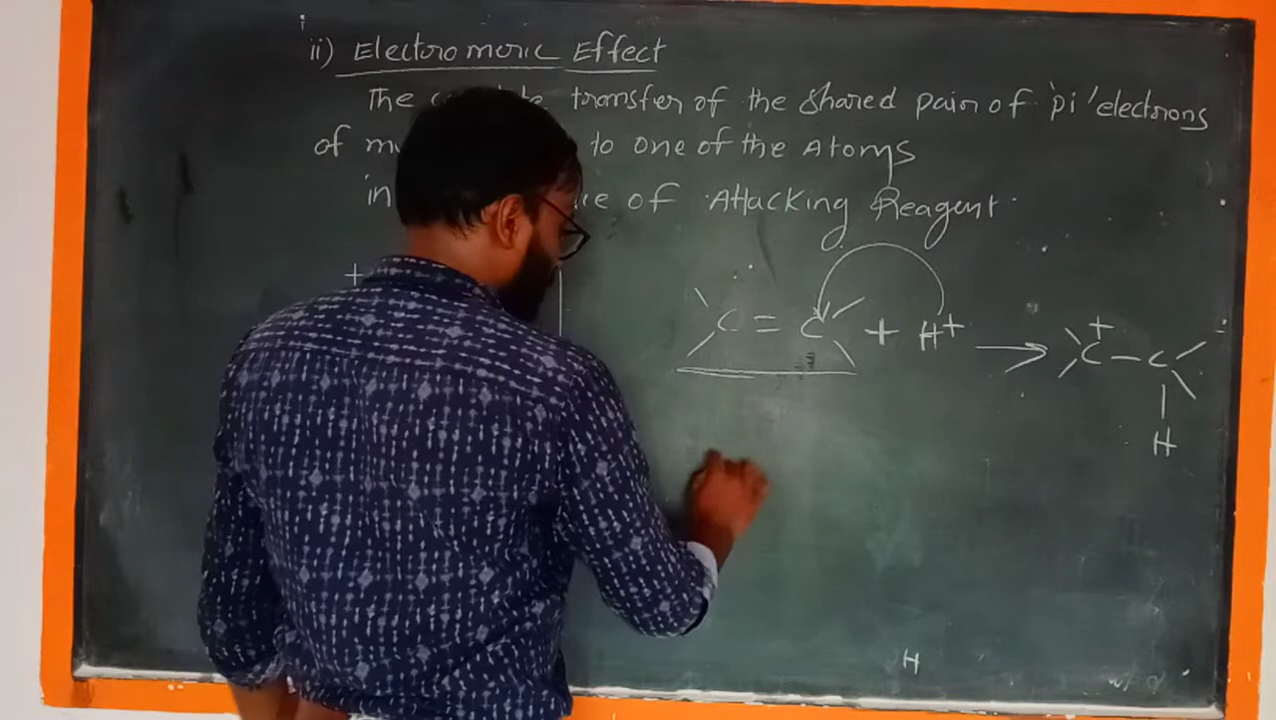 ii) Electromeric Effect
The transfer of the shared pair of 'pi' electrons
of to one of the Atoms
in of Attacking Reagent.
+
C = C + H+ → C+ – C
H
H